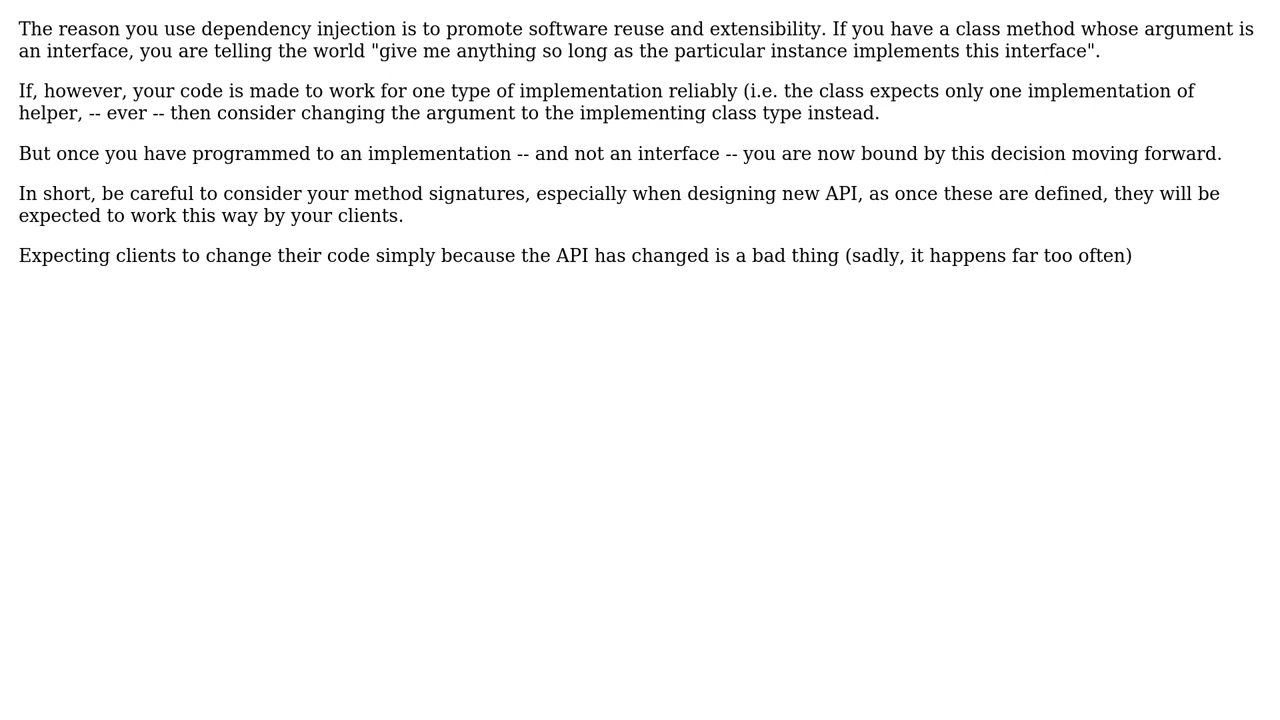 The reason you use dependency injection is to promote software reuse and extensibility. If you have a class method whose argument is
an interface, you are telling the world "give me anything so long as the particular instance implements this interface".
If, however, your code is made to work for one type of implementation reliably (i.e. the class expects only one implementation of
helper, -- ever -- then consider changing the argument to the implementing class type instead.
But once you have programmed to an implementation -- and not an interface -- you are now bound by this decision moving forward.
In short, be careful to consider your method signatures, especially when designing new API, as once these are defined, they will be
expected to work this way by your clients.
Expecting clients to change their code simply because the API has changed is a bad thing (sadly, it happens far too often)